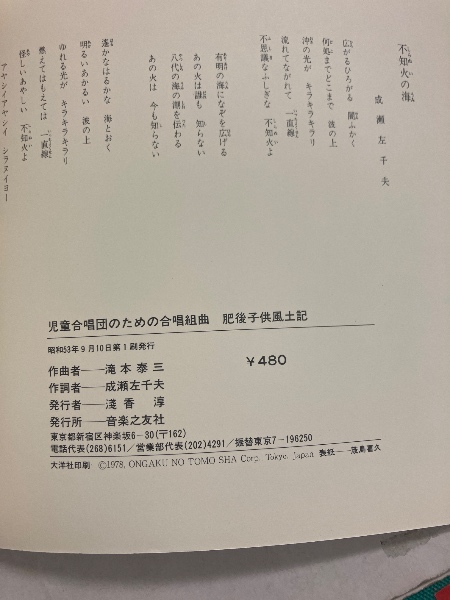 不知火の海
成瀬左千夫
広がるひろがる 闇ふかく
何処までどこまで 波の上
沖の光が キラキラキラリ
流れてながれて 一直線
不思議なふしぎな 不知火よ
有明の海になぞを広げる
あの火は誰も 知らない
八代の海の潮を伝わる
あの火は 今も知らない
遙かなはるかな 海とおく
明るいあかるい 波の上
ゆれる光が キラキラキラリ
燃えてはもえては 一直線
怪しいあやしい 不知火よ
アヤシイアヤシイ シラヌイヨー
児童合唱団のための合唱組曲 肥後子供風土記
昭和53年9月10日第1刷発行
¥480
作曲者——滝本泰三
作詞者——成瀬左千夫
発行者——淺香 淳
発行所——音楽之友社
東京都新宿区神楽坂6−30(〒162)
電話代表(268)6151/営業部代表(202)4291/振替東京7−196250
大洋社印刷 ©1978, ONGAKU NO TOMO SHA Corp. Tokyo, Japan 表紙——飛鳥喜久